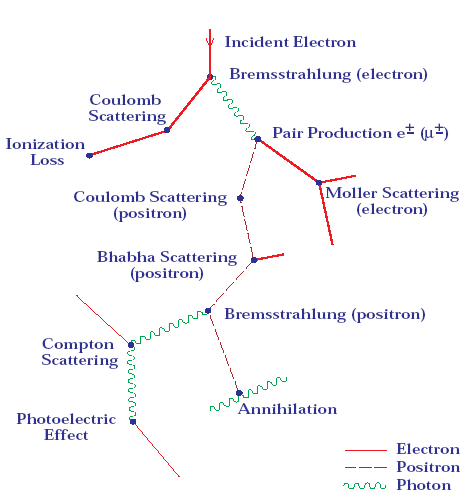 Incident Electron
Bremsstrahlung (electron)
Coulomb
Scattering
Pair Production e± (μ±)
Ionization
Loss
Coulomb Scattering
(positron)
Moller Scattering
(electron)
Bhabha Scattering
(positron)
Bremsstrahlung (positron)
Compton
Scattering
Annihilation
Photoelectric
Effect
Electron
Positron
Photon